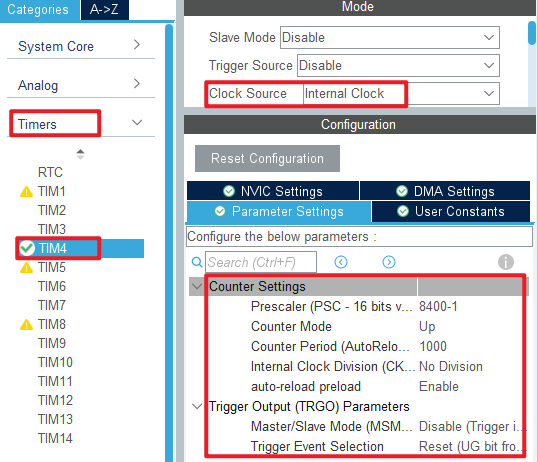 Categories A->Z
System Core
Analog
Timers
RTC
TIM1
TIM2
TIM3
TIM4
TIM5
TIM6
TIM7
TIM8
TIM9
TIM10
TIM11
TIM12
TIM13
TIM14
Mode
Slave Mode Disable
Trigger Source Disable
Clock Source Internal Clock
Configuration
Reset Configuration
NVIC Settings DMA Settings
Parameter Settings User Constants
Configure the below parameters :
Search (Ctrl+F)
Counter Settings
Prescaler (PSC - 16 bits v... 8400-1
Counter Mode Up
Counter Period (AutoRelo... 1000
Internal Clock Division (CK... No Division
auto-reload preload Enable
Trigger Output (TRGO) Parameters
Master/Slave Mode (MSM... Disable (Trigger i...
Trigger Event Selection Reset (UG bit fro...